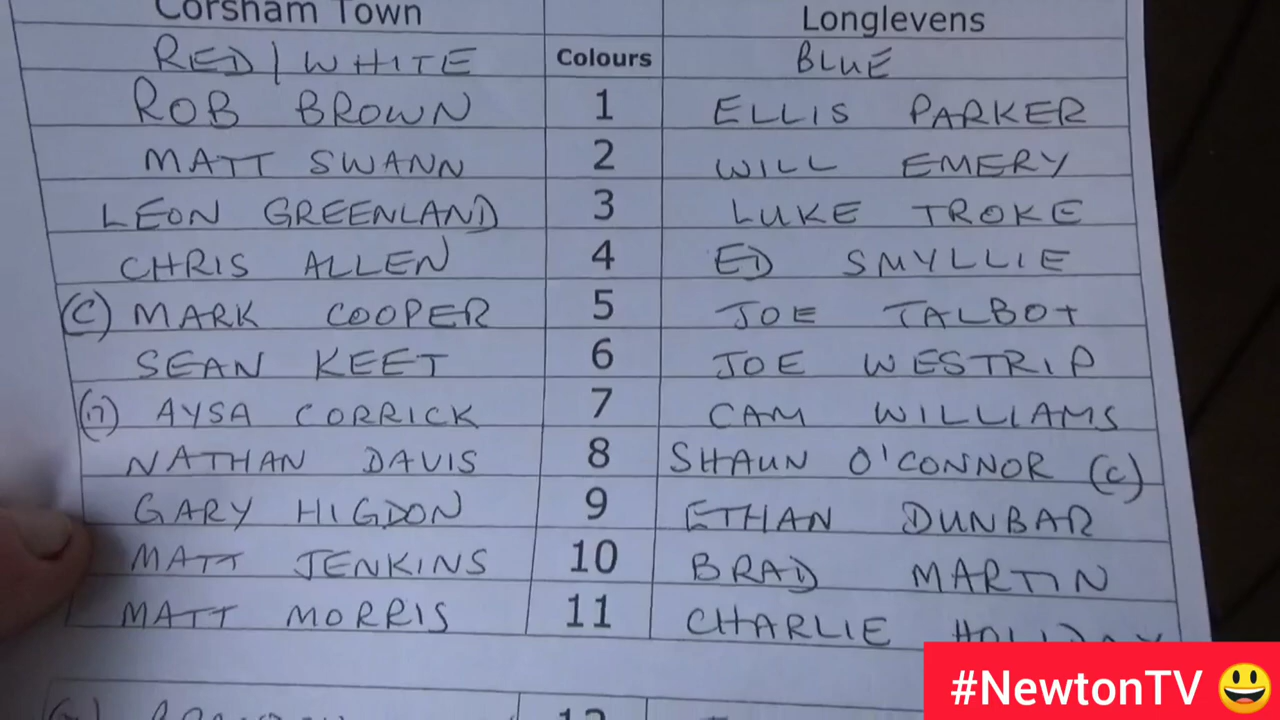 Corsham Town Longlevens
RED/WHITE Colours BLUE
ROB BROWN 1 ELLIS PARKER
MATT SWANN 2 WILL EMERY
LEON GREENLAND 3 LUKE TROKE
CHRIS ALLEN 4 ED SMYLLIE
(C) MARK COOPER 5 JOE TALBOT
SEAN KEET 6 JOE WESTRIP
(17) AYSA CORRICK 7 CAM WILLIAMS
NATHAN DAVIS 8 SHAUN O'CONNOR (C)
GARY HIGDON 9 ETHAN DUNBAR
MATT JENKINS 10 BRAD MARTIN
MATT MORRIS 11 CHARLIE HOLIDAY
12
#NewtonTV 😃